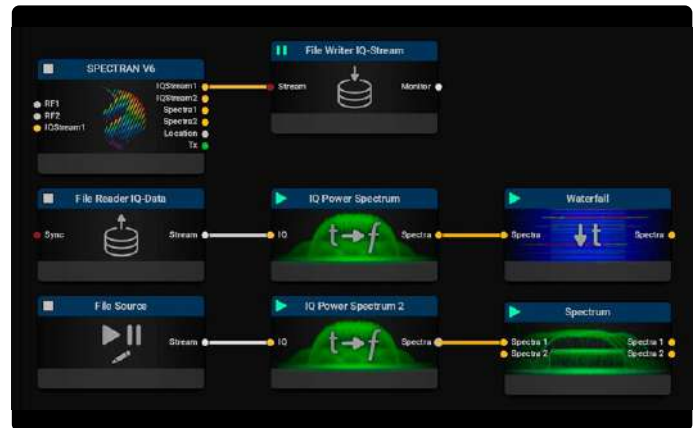 File Writer IQ-Stream
Stream
Monitor
SPECTRAN V6
RF1
RF2
IQStream1
IQStream1
IQStream2
Spectra1
Spectra2
Location
Tx
File Reader IQ-Data
Sync
Stream
IQ Power Spectrum
IQ
t→f
Spectra
Waterfall
Spectra
↓t
Spectra
File Source
Stream
IQ Power Spectrum 2
IQ
t→f
Spectra
Spectrum
Spectra 1
Spectra 2
Spectra 1
Spectra 2